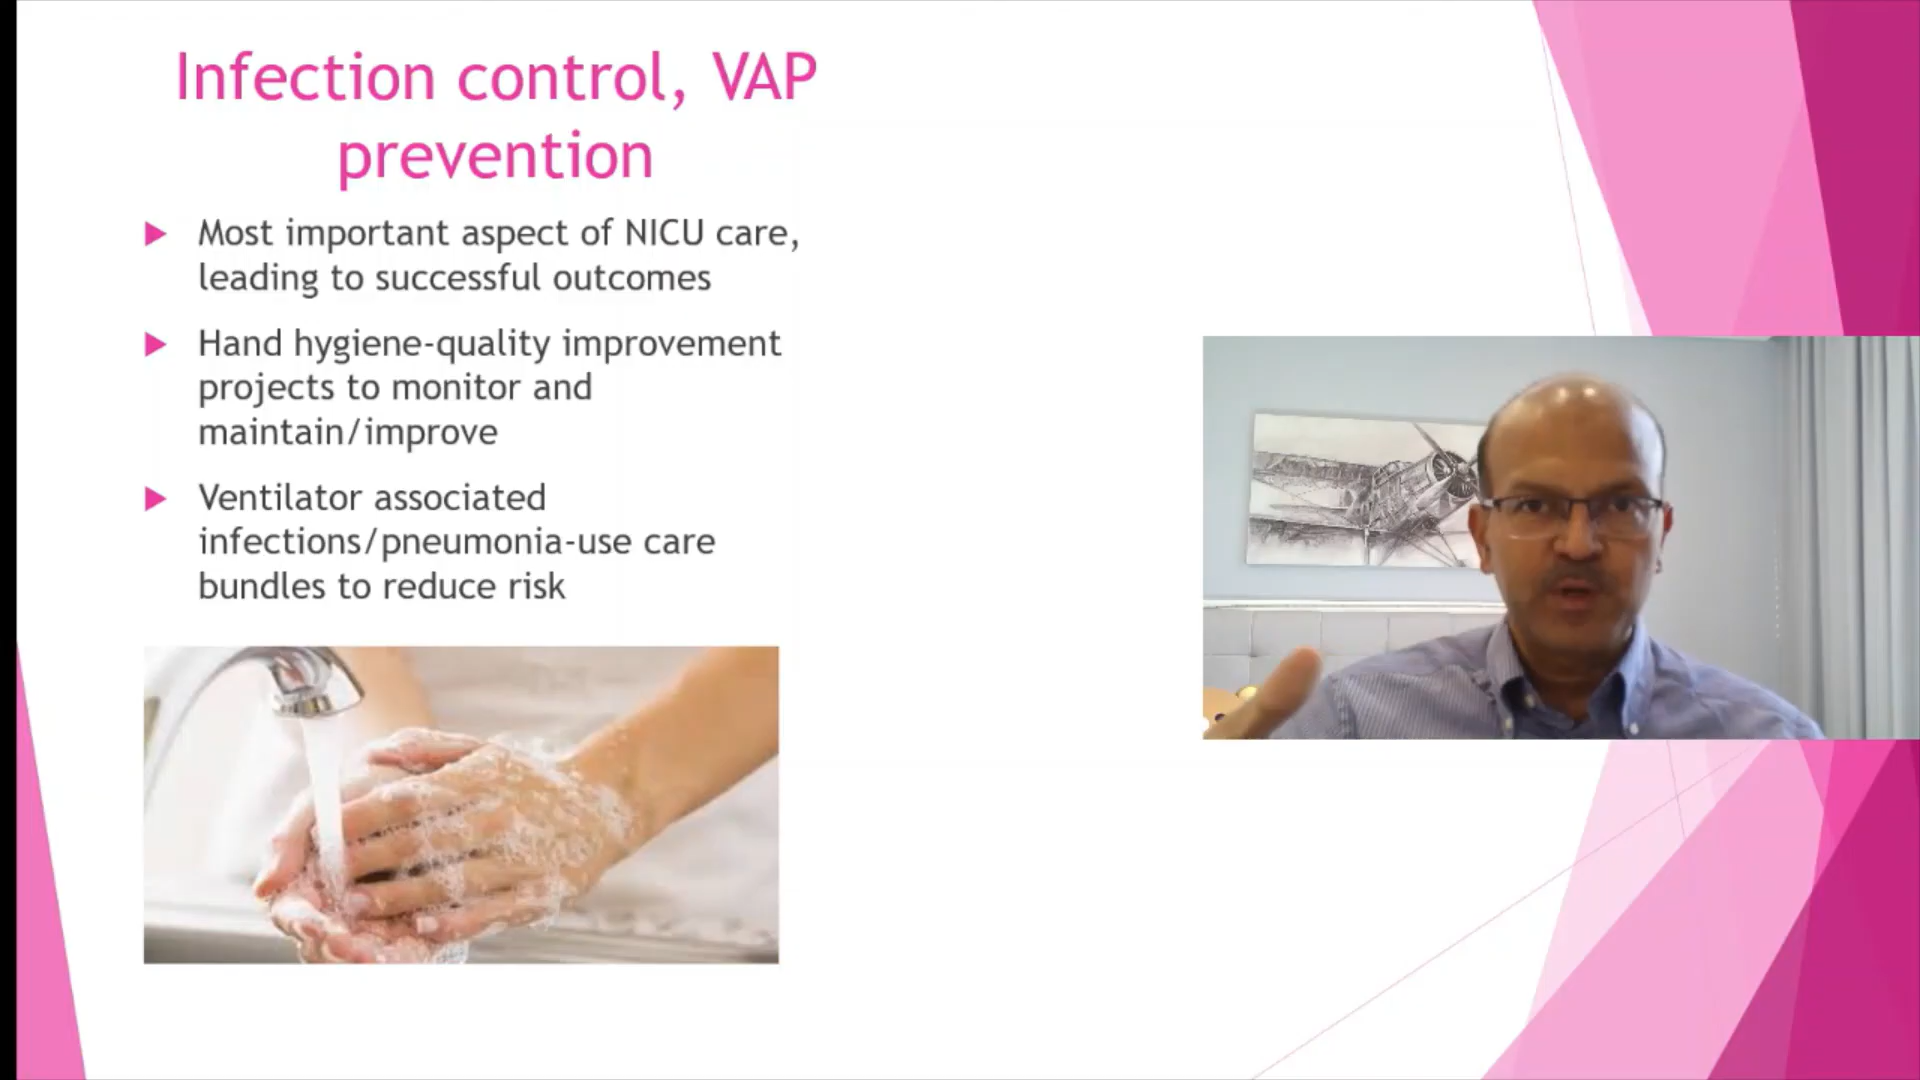 Infection control, VAP
prevention
Most important aspect of NICU care,
leading to successful outcomes
Hand hygiene-quality improvement
projects to monitor and
maintain/improve
Ventilator associated
infections/pneumonia-use care
bundles to reduce risk